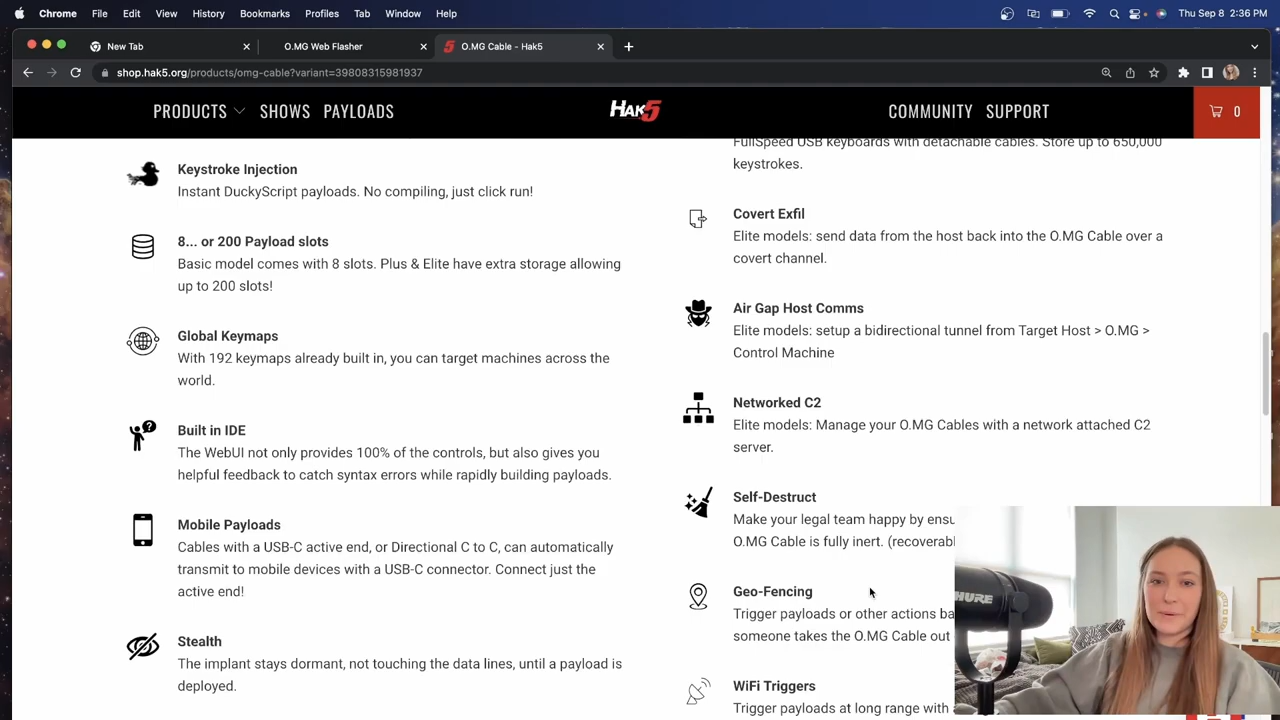 Chrome File Edit View History Bookmarks Profiles Tab Window Help Thu Sep 8 2:36 PM
New Tab O.MG Web Flasher O.MG Cable - Hak5
shop.hak5.org/products/omg-cable?variant=39808315981937
PRODUCTS SHOWS PAYLOADS HAK5 COMMUNITY SUPPORT 0
Keystroke Injection
Instant DuckyScript payloads. No compiling, just click run!
8... or 200 Payload slots
Basic model comes with 8 slots. Plus & Elite have extra storage allowing
up to 200 slots!
Global Keymaps
With 192 keymaps already built in, you can target machines across the
world.
Built in IDE
The WebUI not only provides 100% of the controls, but also gives you
helpful feedback to catch syntax errors while rapidly building payloads.
Mobile Payloads
Cables with a USB-C active end, or Directional C to C, can automatically
transmit to mobile devices with a USB-C connector. Connect just the
active end!
Stealth
The implant stays dormant, not touching the data lines, until a payload is
deployed.
FullSpeed USB keyboards with detachable cables. Store up to 650,000
keystrokes.
Covert Exfil
Elite models: send data from the host back into the O.MG Cable over a
covert channel.
Air Gap Host Comms
Elite models: setup a bidirectional tunnel from Target Host > O.MG >
Control Machine
Networked C2
Elite models: Manage your O.MG Cables with a network attached C2
server.
Self-Destruct
Make your legal team happy by ensu
O.MG Cable is fully inert. (recoverabl
Geo-Fencing
Trigger payloads or other actions ba
someone takes the O.MG Cable out
WiFi Triggers
Trigger payloads at long range with
SHURE